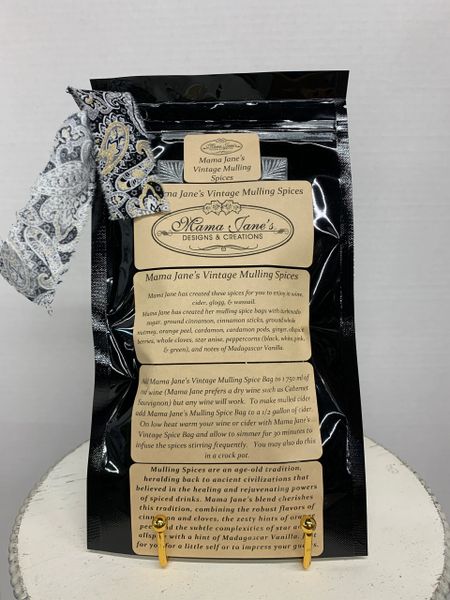 Mama Jane's
Mama Jane's
Vintage Mulling
Spices
ma Jane's Vintage Mulling Spices
Mama Jane's
DESIGNS & CREATIONS
Mama Jane's Vintage Mulling Spices
Mama Jane has created these spices for you to enjoy in wine,
cider, glogg, & wassail.
Mama Jane has created her mulling spice bags with turbinado
sugar, ground cinnamon, cinnamon sticks, ground whole
nutmeg, orange peel, cardamon, cardamon pods, ginger, allspice
berries, whole cloves, star anise, peppercorns (black, white, pink,
& green), and notes of Madagascar Vanilla.
Add Mama Jane's Vintage Mulling Spice Bag to 1 750 ml of
red wine (Mama Jane prefers a dry wine such as Cabernet
Sauvignon) but any wine will work. To make mulled cider
add Mama Jane's Mulling Spice Bag to a 1/2 gallon of cider.
On low heat warm your wine or cider with Mama Jane's
Vintage Spice Bag and allow to simmer for 30 minutes to
infuse the spices stirring frequently. You may also do this
in a crock pot.
Mulling Spices are an age-old tradition,
heralding back to ancient civilizations that
believed in the healing and rejuvenating powers
of spiced drinks. Mama Jane's blend cherishes
this tradition, combining the robust flavors of
cinnamon and cloves, the zesty hints of orange
peel and the subtle complexities of star
allspice with a hint of Madagascar Vanilla.
for you for a little self or to impress your guests.